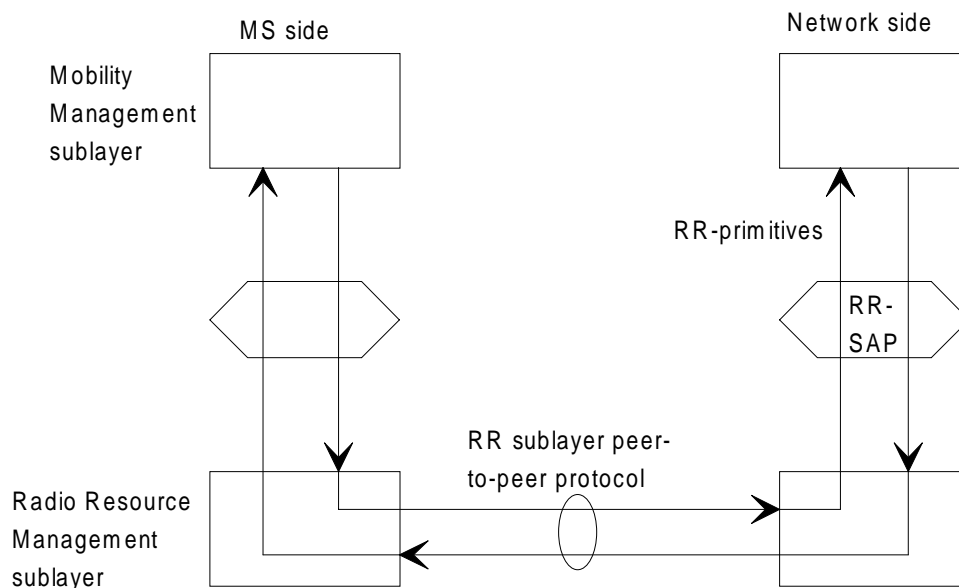 MS side
Network side
Mobility
Management
sublayer
RR-primitives
RR-
SAP
RR sublayer peer-
to-peer protocol
Radio Resource
Management
sublayer